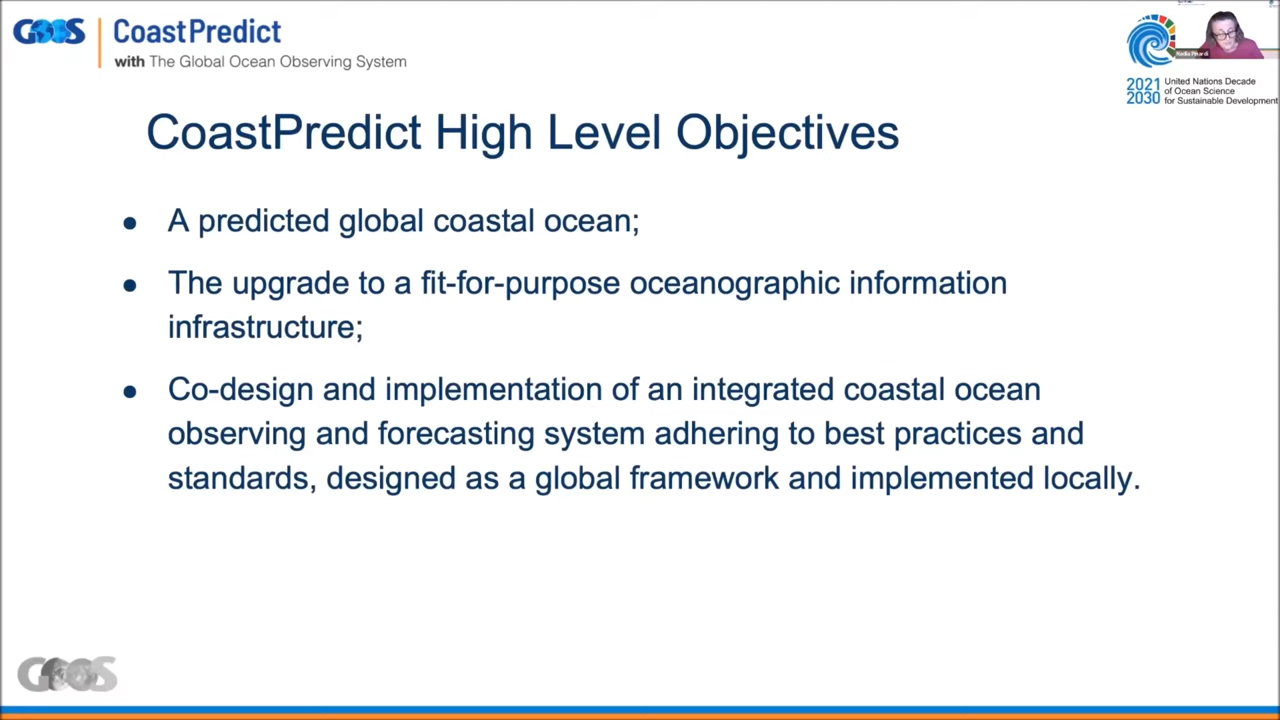 GOOS
CoastPredict
with The Global Ocean Observing System
2021
2030
United Nations Decade
of Ocean Science
for Sustainable Development
Nadia Pinardi
CoastPredict High Level Objectives
• A predicted global coastal ocean;
• The upgrade to a fit-for-purpose oceanographic information
infrastructure;
• Co-design and implementation of an integrated coastal ocean
observing and forecasting system adhering to best practices and
standards, designed as a global framework and implemented locally.
GOOS